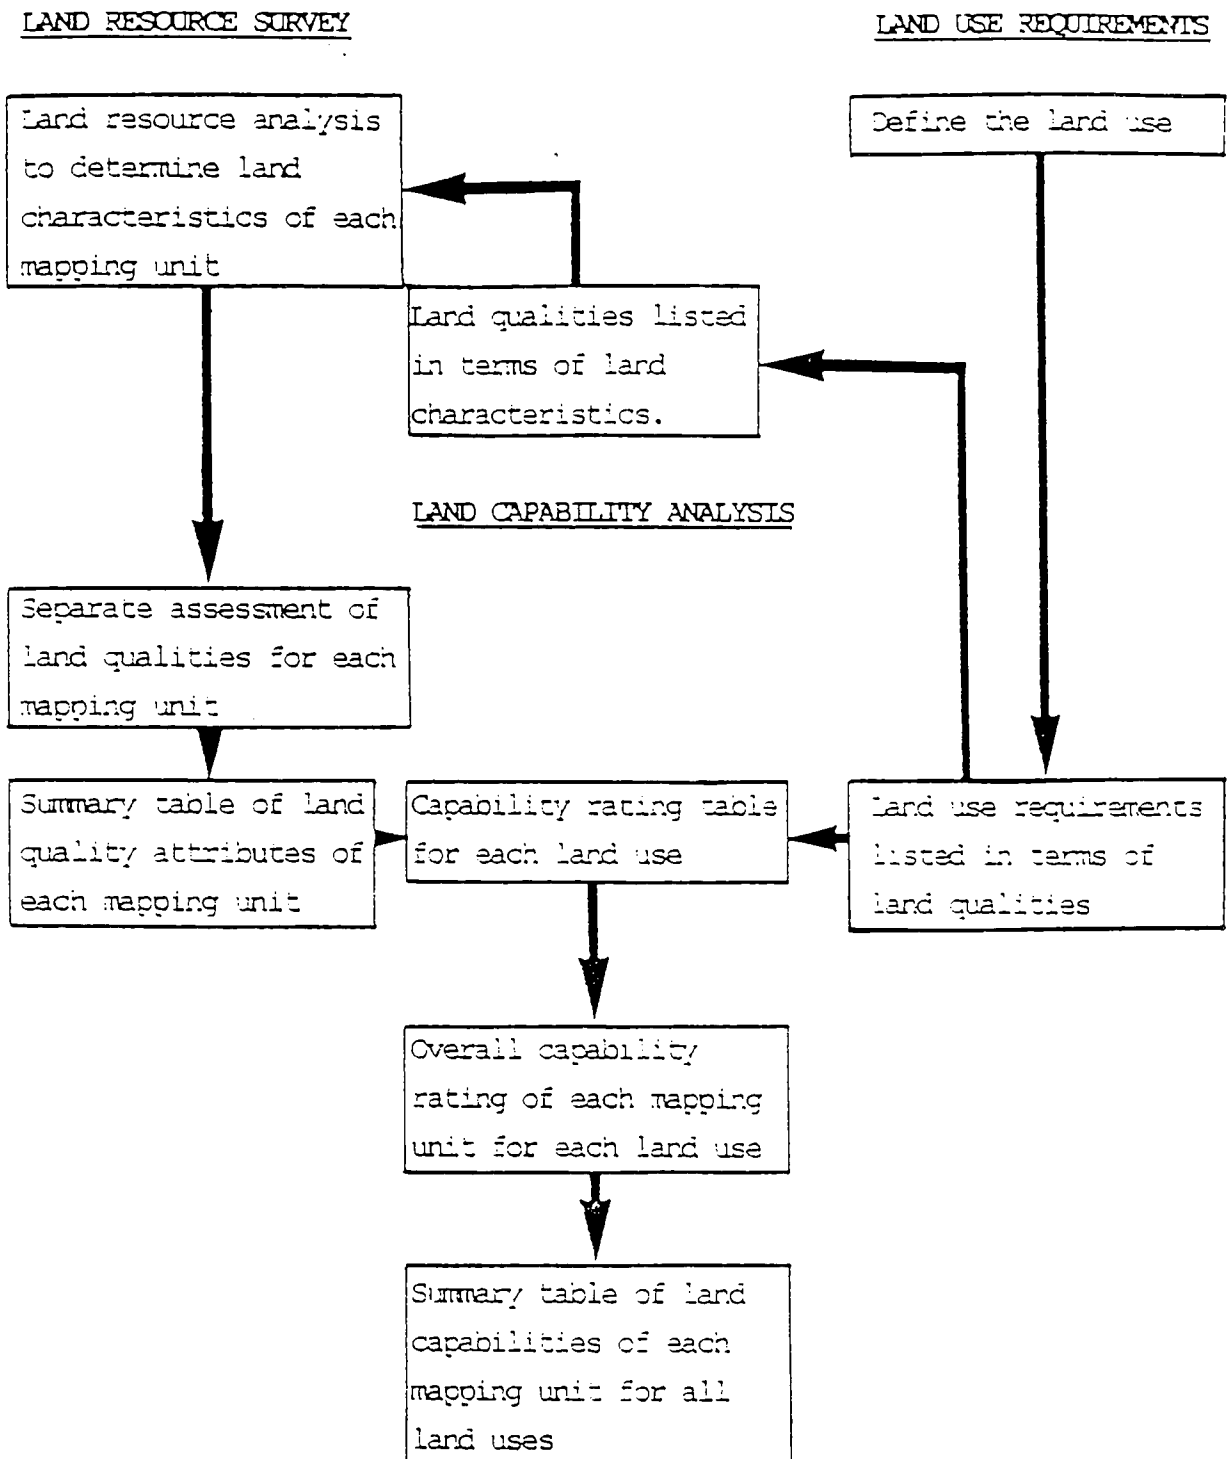 LAND RESOURCE SURVEY
LAND USE REQUIREMENTS
Land resource analysis
to determine land
characteristics of each
mapping unit
Define the land use
Land qualities listed
in terms of land
characteristics.
LAND CAPABILITY ANALYSIS
Separate assessment of
land qualities for each
mapping unit
Summary table of land
quality attributes of
each mapping unit
Capability rating table
for each land use
Land use requirements
listed in terms of
land qualities
Overall capability
rating of each mapping
unit for each land use
Summary table of land
capabilities of each
mapping unit for all
land uses